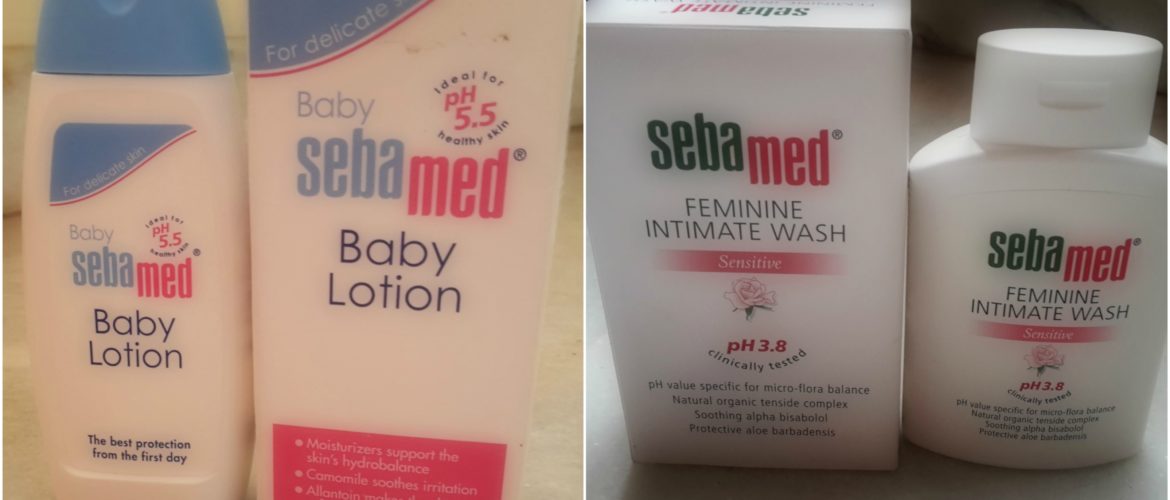 For delicate skin
Baby
Ideal for
pH
5.5
healthy skin
sebamed®
Baby
Lotion
The best protection
from the first day
For delicate
Baby
Ideal for
pH
5.5
healthy skin
sebamed®
Baby
Lotion
• Moisturizers support the
skin's hydrobalance
• Camomile soothes irritation
• Allantoin makes the
sebamed
sebamed®
FEMININE
INTIMATE WASH
Sensitive
pH 3.8
clinically tested
pH value specific for micro-flora balance
Natural organic tenside complex
Soothing alpha bisabolol
Protective aloe barbadensis
sebamed®
FEMININE
INTIMATE WASH
Sensitive
pH 3.8
clinically tested
pH value specific for micro-flora balance
Natural organic tenside complex
Soothing alpha bisabolol
Protective aloe barbadensis